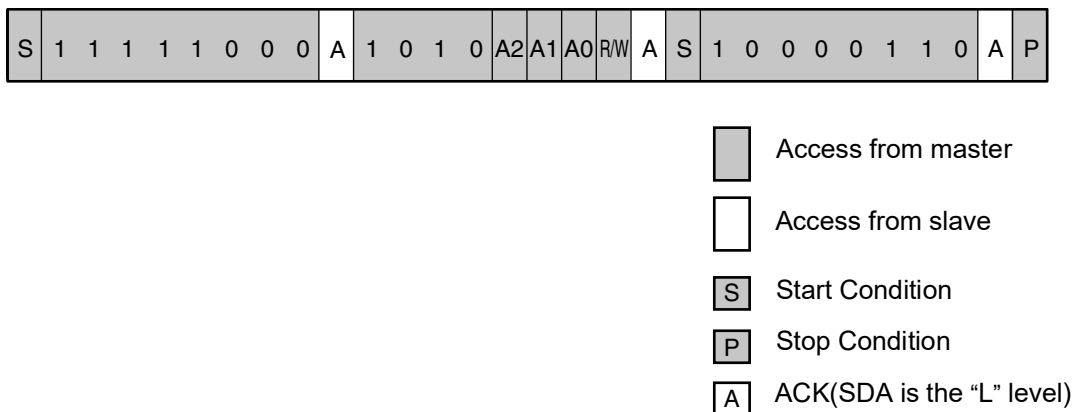 S 1 1 1 1 1 0 0 0 A 1 0 1 0 A2 A1 A0 R/W A S 1 0 0 0 0 1 1 0 A P
Access from master
Access from slave
S Start Condition
P Stop Condition
A ACK(SDA is the “L” level)